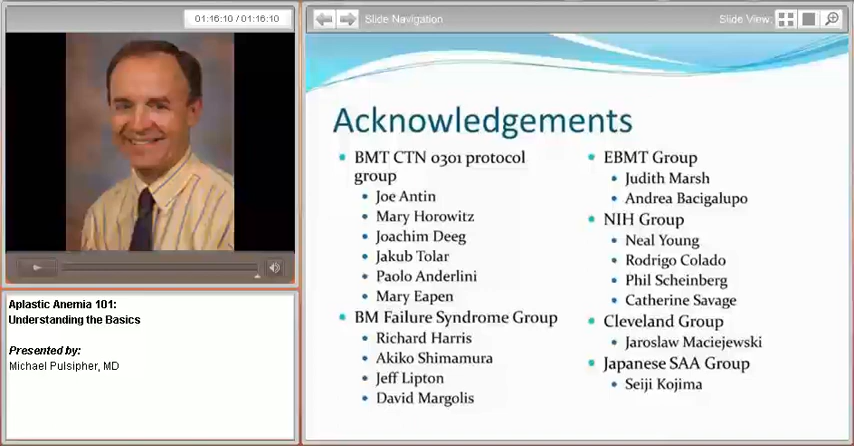 01:16:10 / 01:16:10
Slide Navigation
Slide View:
Aplastic Anemia 101:
Understanding the Basics
Presented by:
Michael Pulsipher, MD
Acknowledgements
BMT CTN 0301 protocol
group
Joe Antin
Mary Horowitz
Joachim Deeg
Jakub Tolar
Paolo Anderlini
Mary Eapen
BM Failure Syndrome Group
Richard Harris
Akiko Shimamura
Jeff Lipton
David Margolis
EBMT Group
Judith Marsh
Andrea Bacigalupo
NIH Group
Neal Young
Rodrigo Colado
Phil Scheinberg
Catherine Savage
Cleveland Group
Jaroslaw Maciejewski
Japanese SAA Group
Seiji Kojima